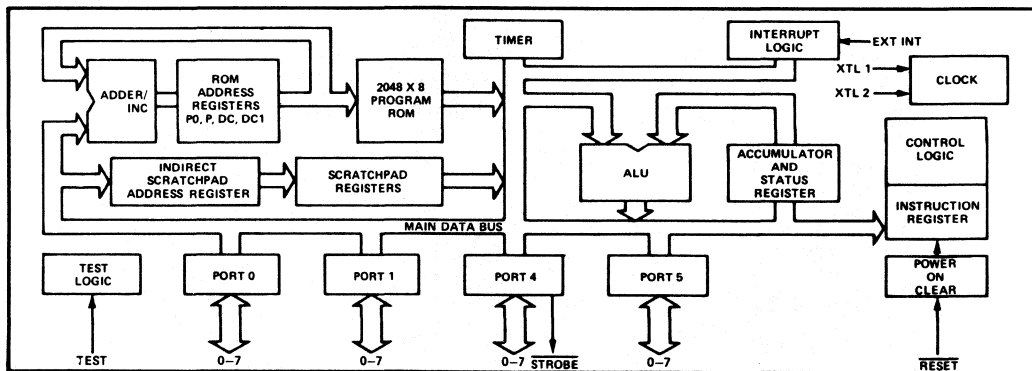 TIMER
INTERRUPT
LOGIC
EXT INT
XTL 1
XTL 2
CLOCK
ADDER/
INC
ROM
ADDRESS
REGISTERS
P0, P, DC, DC1
2048 X 8
PROGRAM
ROM
INDIRECT
SCRATCHPAD
ADDRESS REGISTER
SCRATCHPAD
REGISTERS
ALU
ACCUMULATOR
AND
STATUS
REGISTER
CONTROL
LOGIC
INSTRUCTION
REGISTER
MAIN DATA BUS
TEST
LOGIC
PORT 0
PORT 1
PORT 4
PORT 5
POWER
ON
CLEAR
TEST
0–7
0–7
0–7
STROBE
0–7
RESET